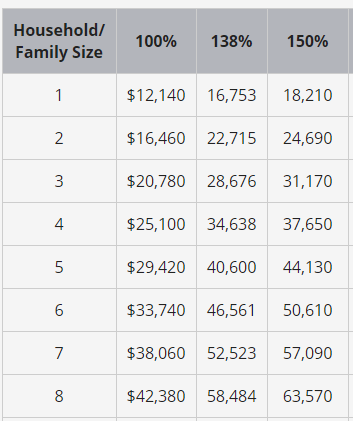 Household/ Family Size 100% 138% 150%
1 $12,140 16,753 18,210
2 $16,460 22,715 24,690
3 $20,780 28,676 31,170
4 $25,100 34,638 37,650
5 $29,420 40,600 44,130
6 $33,740 46,561 50,610
7 $38,060 52,523 57,090
8 $42,380 58,484 63,570